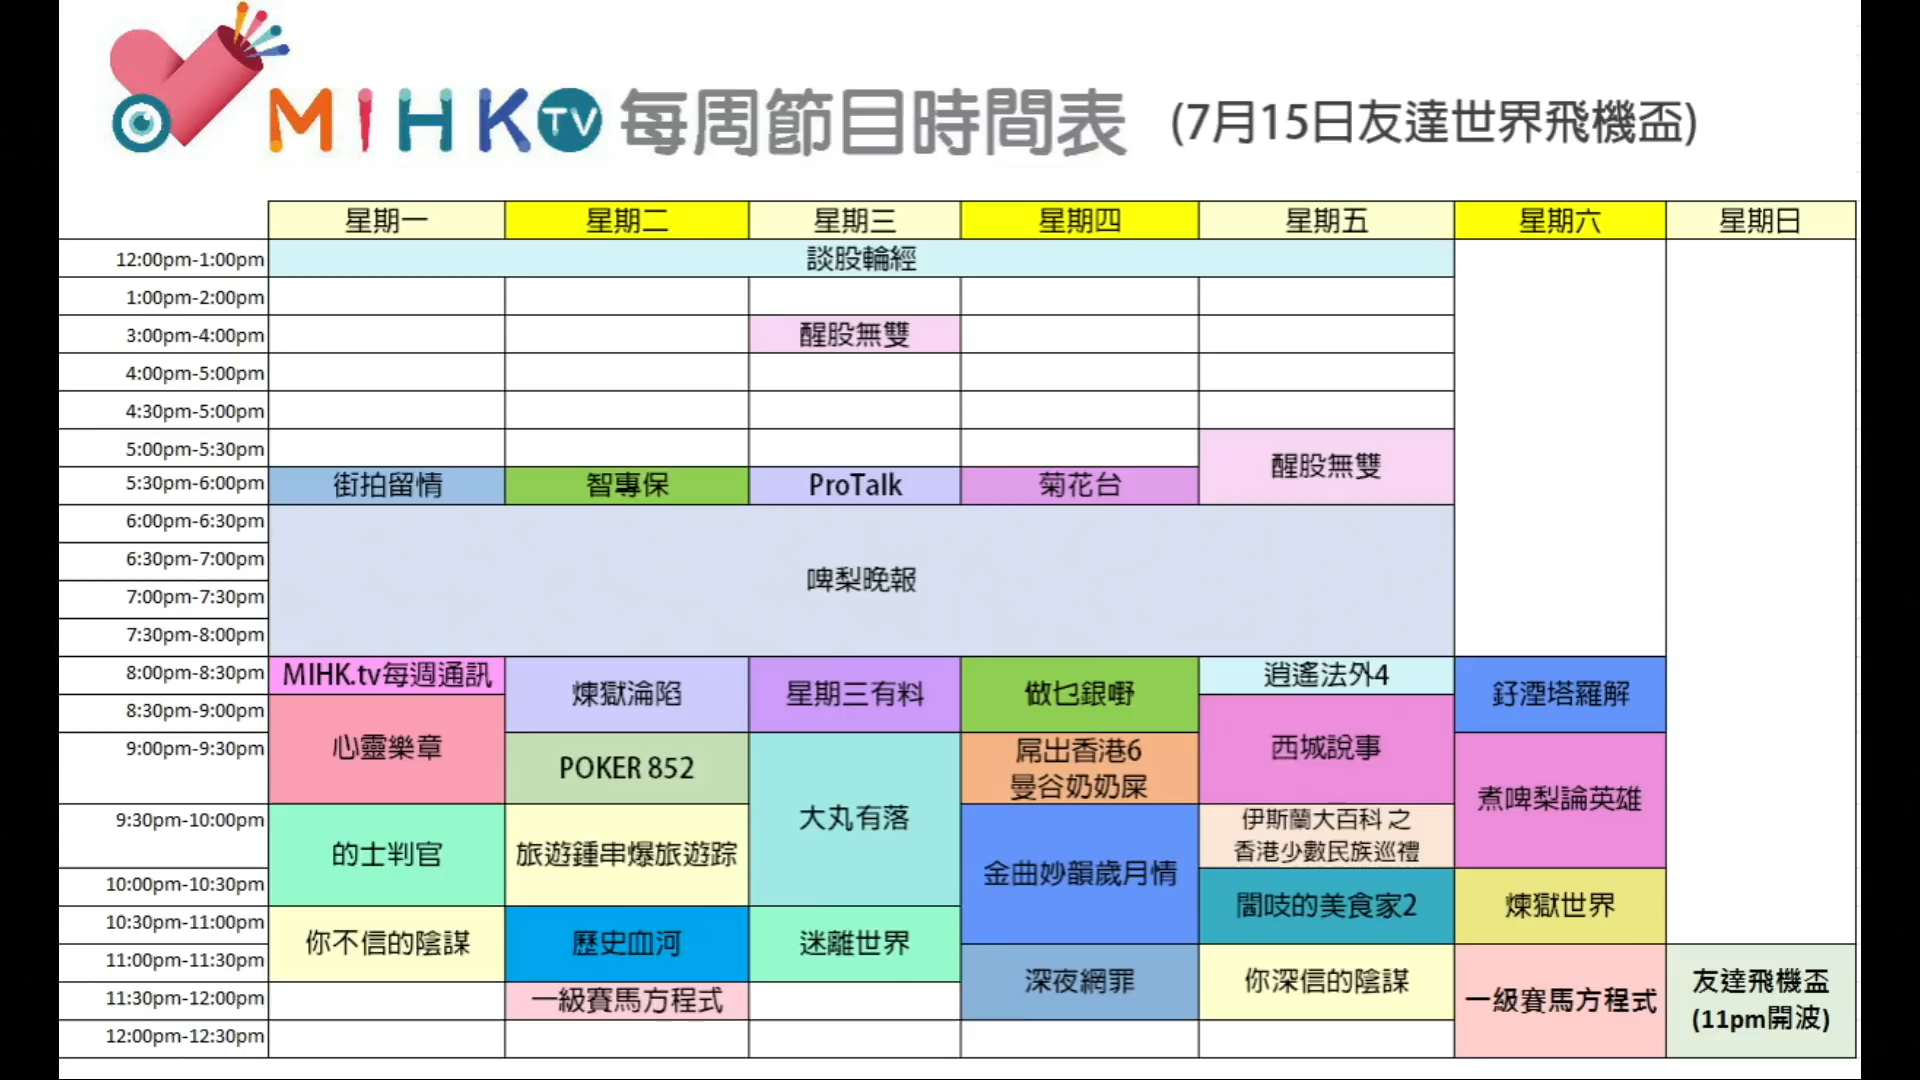 MIHKTV 每周節目時間表 (7月15日友達世界飛機盃)
星期一 星期二 星期三 星期四 星期五 星期六 星期日
12:00pm-1:00pm 談股輪經
1:00pm-2:00pm
3:00pm-4:00pm 醒股無雙
4:00pm-5:00pm
4:30pm-5:00pm
5:00pm-5:30pm 醒股無雙
5:30pm-6:00pm 街拍留情 智專保 ProTalk 菊花台
6:00pm-6:30pm
6:30pm-7:00pm 啤梨晚報
7:00pm-7:30pm
7:30pm-8:00pm
8:00pm-8:30pm MIHK.tv每週通訊 煉獄淪陷 星期三有料 做乜銀嘢 逍遙法外4 釨湮塔羅解
8:30pm-9:00pm 心靈樂章 西城說事
9:00pm-9:30pm POKER 852 大丸有落 屌出香港6 煮啤梨論英雄
曼谷奶奶屎
9:30pm-10:00pm 的士判官 旅遊鍾串爆旅遊踪 金曲妙韻歲月情 伊斯蘭大百科 之
香港少數民族巡禮
10:00pm-10:30pm 闇吱的美食家2 煉獄世界
10:30pm-11:00pm 你不信的陰謀 歷史血河 迷離世界
11:00pm-11:30pm 深夜網罪 你深信的陰謀 一級賽馬方程式 友達飛機盃
(11pm開波)
11:30pm-12:00pm 一級賽馬方程式
12:00pm-12:30pm